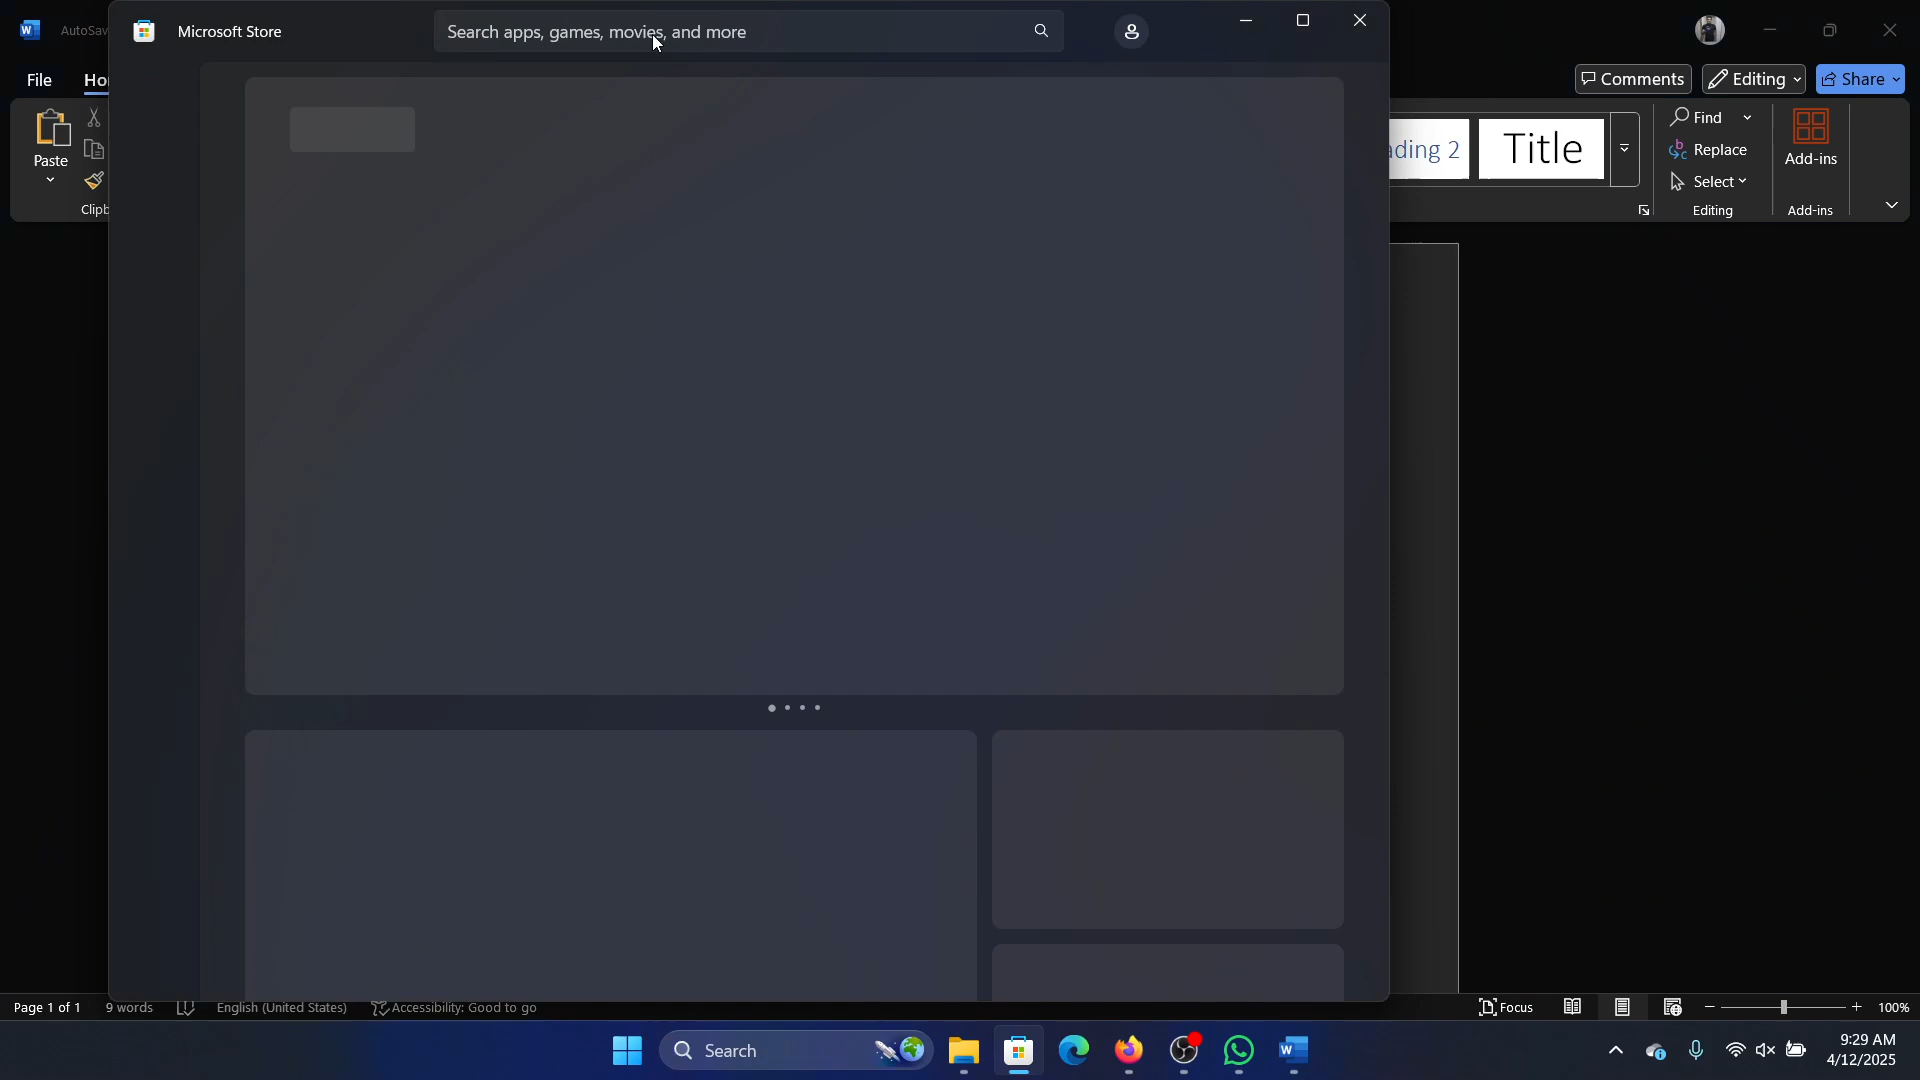 AutoSav
Microsoft Store
Search apps, games, movies, and more
File
Ho
Comments
Editing
Share
Paste
Clipb
ading 2
Title
Find
Replace
Select
Editing
Add-ins
Add-ins
Page 1 of 1
9 words
English (United States)
Accessibility: Good to go
Focus
100%
Search
9:29 AM
4/12/2025